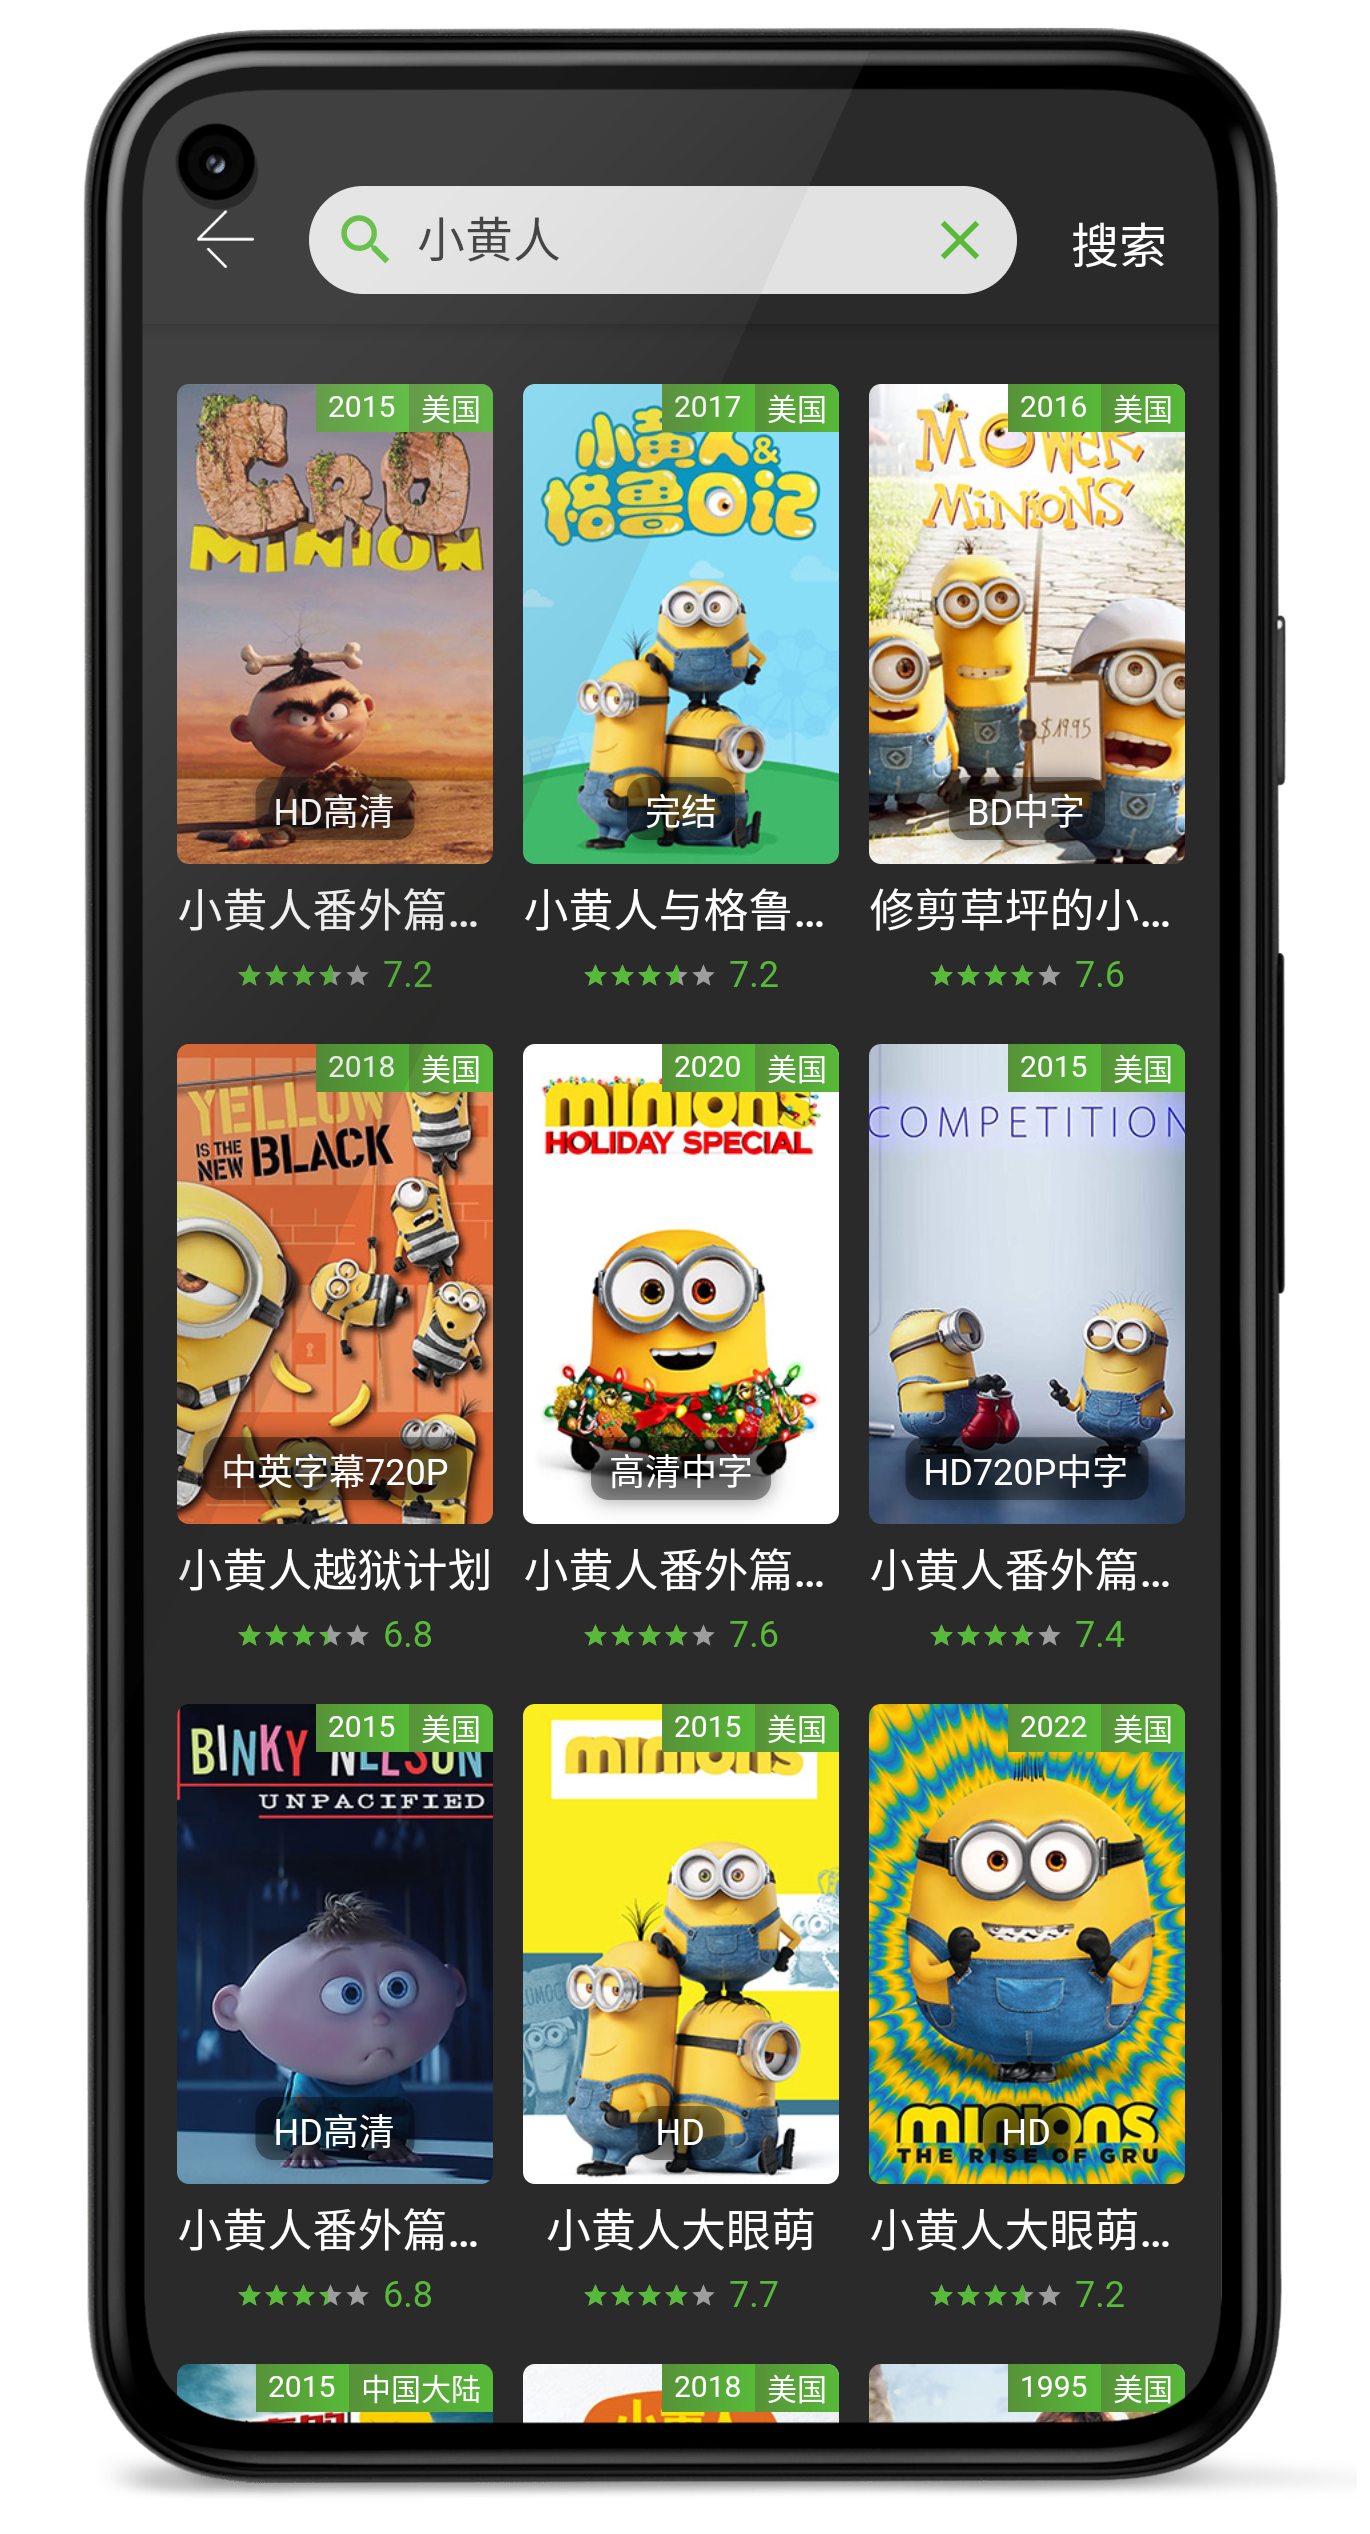 小黄人
搜索
2015 美国
CRO
MINION
HD高清
小黄人番外篇...
7.2
2017 美国
小黄人&
格鲁日记
完结
小黄人与格鲁...
7.2
2016 美国
MOWER
MINIONS
$19.95
BD中字
修剪草坪的小...
7.6
2018 美国
YELLOW
IS THE
NEW BLACK
中英字幕720P
小黄人越狱计划
6.8
2020 美国
minions
HOLIDAY SPECIAL
高清中字
小黄人番外篇...
7.6
2015 美国
COMPETITION
HD720P中字
小黄人番外篇...
7.4
2015 美国
BINKY NELSON
UNPACIFIED
HD高清
小黄人番外篇...
6.8
2015 美国
minions
HD
小黄人大眼萌
7.7
2022 美国
minions
THE RISE OF GRU
HD
小黄人大眼萌...
7.2
2015 中国大陆
2018 美国
小黄人
1995 美国